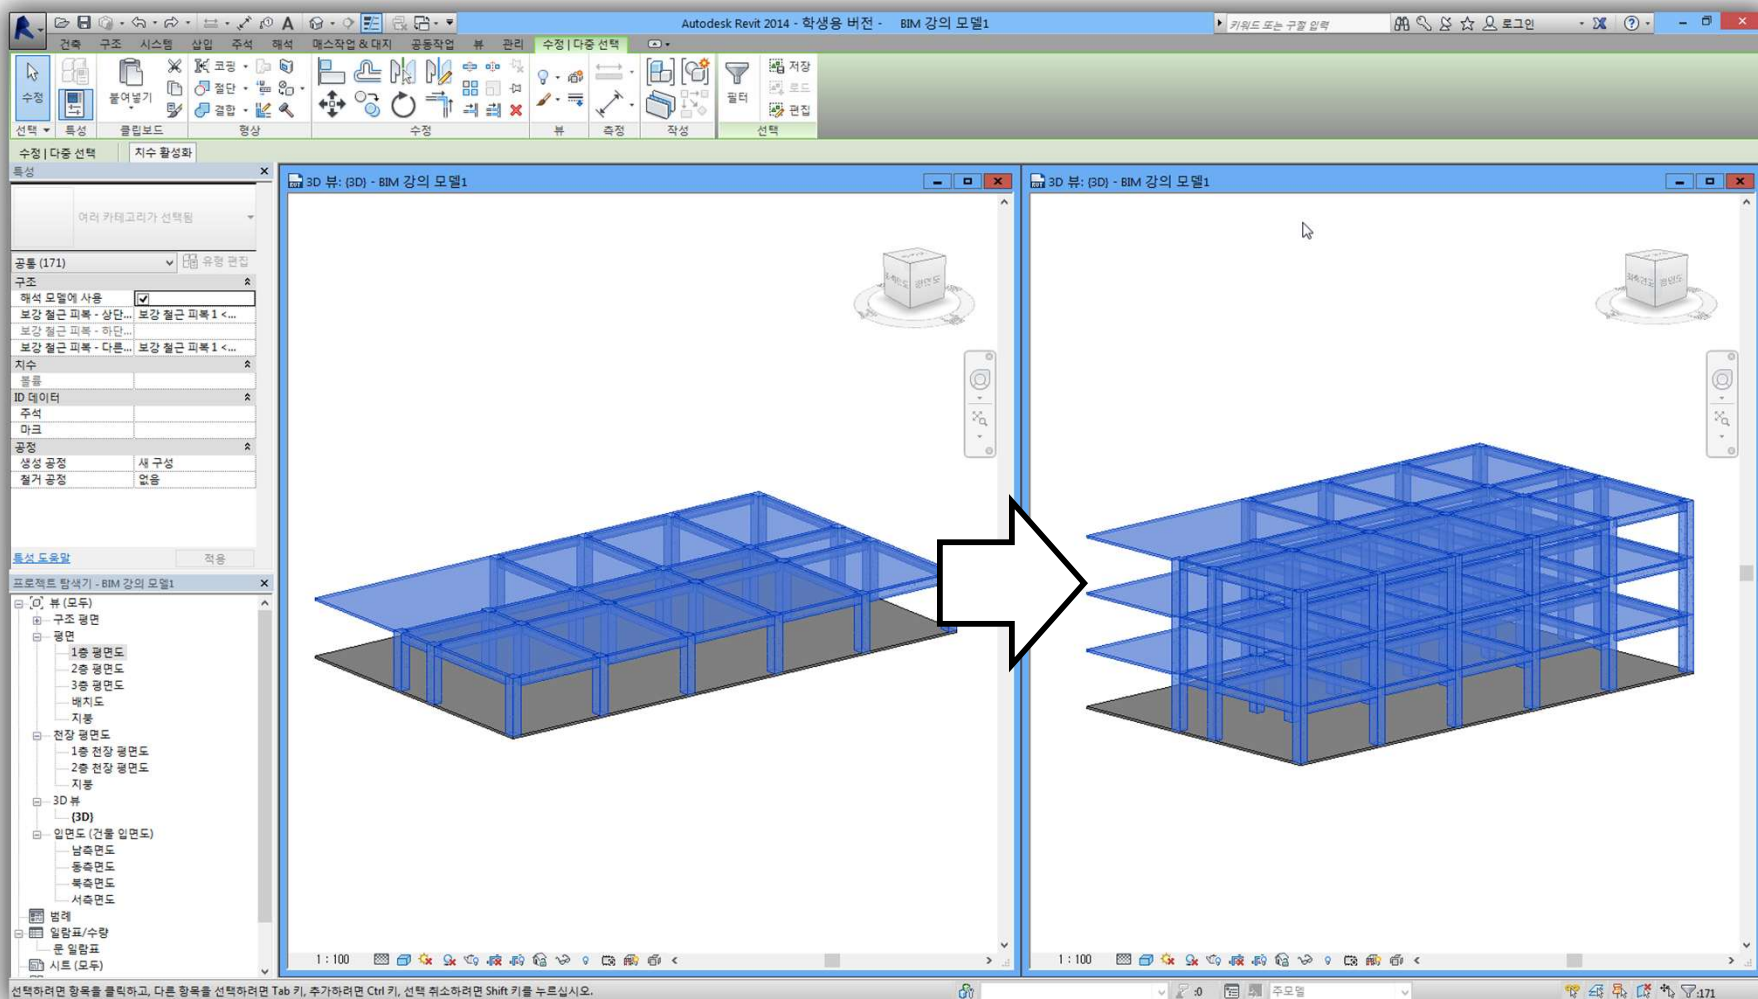 Autodesk Revit 2014 - 학생용 버전 - BIM 강의 모델1
키워드 또는 구절 입력
로그인
건축 구조 시스템 삽입 주석 해석 매스작업 & 대지 공동작업 뷰 관리 수정 | 다중 선택
수정
붙여넣기
코핑
절단
결합
필터
저장
로드
편집
선택 특성 클립보드 형상 수정 뷰 측정 작성 선택
수정 | 다중 선택 치수 활성화
특성
여러 카테고리가 선택됨
공통 (171) 유형 편집
구조
해석 모델에 사용
보강 철근 피복 - 상단... 보강 철근 피복 1 <...
보강 철근 피복 - 하단...
보강 철근 피복 - 다른... 보강 철근 피복 1 <...
치수
볼륨
ID 데이터
주석
마크
공정
생성 공정 새 구성
철거 공정 없음
특성 도움말 적용
프로젝트 탐색기 - BIM 강의 모델1
뷰 (모두)
구조 평면
평면
1층 평면도
2층 평면도
3층 평면도
배치도
지붕
천장 평면도
1층 천장 평면도
2층 천장 평면도
지붕
3D 뷰
{3D}
입면도 (건물 입면도)
남측면도
동측면도
북측면도
서측면도
범례
일람표/수량
문 일람표
시트 (모두)
3D 뷰: {3D} - BIM 강의 모델1
1 : 100
3D 뷰: {3D} - BIM 강의 모델1
1 : 100
선택하려면 항목을 클릭하고, 다른 항목을 선택하려면 Tab 키, 추가하려면 Ctrl 키, 선택 취소하려면 Shift 키를 누르십시오.
:0
주모델
:171